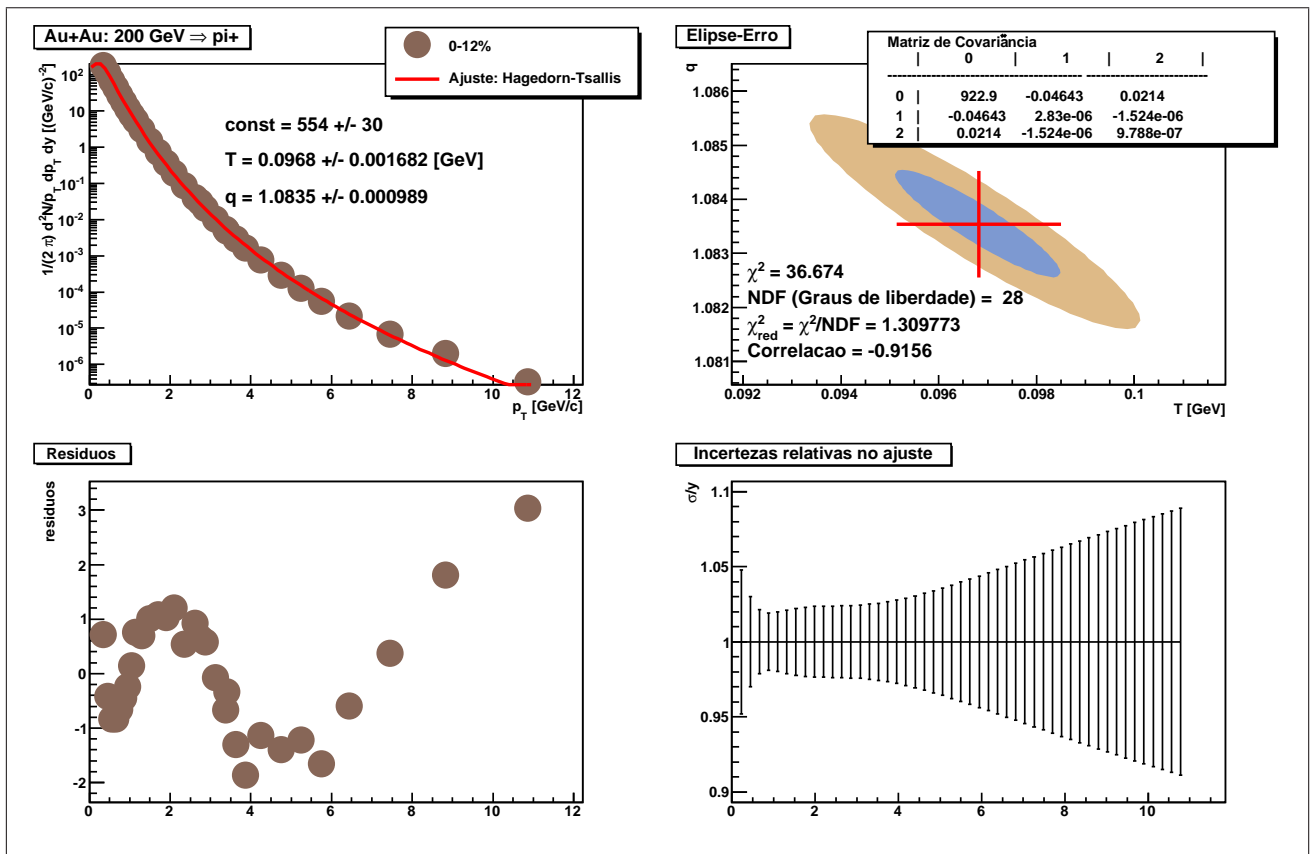 Au+Au: 200 GeV ⇒ pi+
0-12%
Ajuste: Hagedorn-Tsallis
1/(2 π) d²N/p_T dp_T dy [(GeV/c)⁻²]
10²
10
1
10⁻¹
10⁻²
10⁻³
10⁻⁴
10⁻⁵
10⁻⁶
const = 554 +/- 30
T = 0.0968 +/- 0.001682 [GeV]
q = 1.0835 +/- 0.000989
0 2 4 6 8 10 12
p_T [GeV/c]
Elipse-Erro
q
1.086
1.085
1.084
1.083
1.082
1.081
Matriz de Covariância
| 0 | 1 | 2 |
0 | 922.9 -0.04643 0.0214
1 | -0.04643 2.83e-06 -1.524e-06
2 | 0.0214 -1.524e-06 9.788e-07
χ² = 36.674
NDF (Graus de liberdade) = 28
χ²_red = χ²/NDF = 1.309773
Correlacao = -0.9156
0.092 0.094 0.096 0.098 0.1
T [GeV]
Residuos
residuos
3
2
1
0
-1
-2
0 2 4 6 8 10 12
Incertezas relativas no ajuste
σ/y
1.1
1.05
1
0.95
0.9
0 2 4 6 8 10